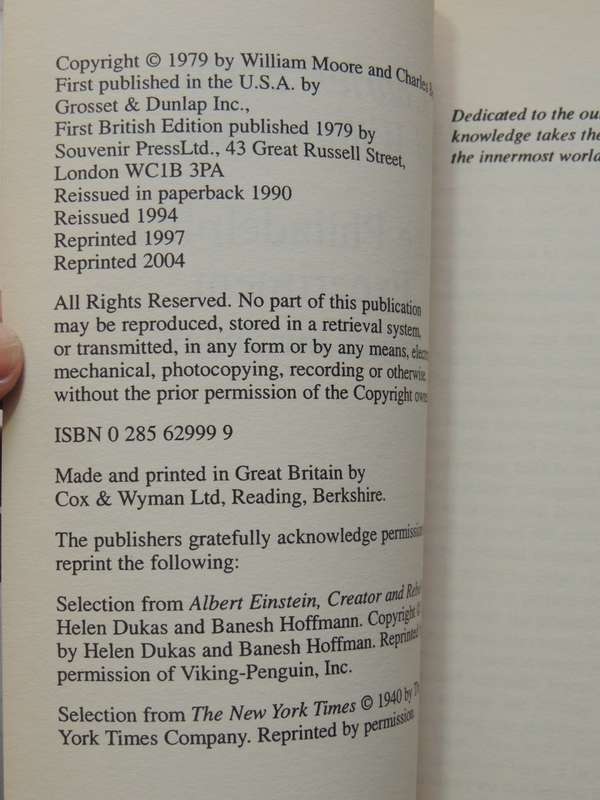 Copyright © 1979 by William Moore and Charles
First published in the U.S.A. by
Grosset & Dunlap Inc.,
First British Edition published 1979 by
Souvenir PressLtd., 43 Great Russell Street,
London WC1B 3PA
Reissued in paperback 1990
Reissued 1994
Reprinted 1997
Reprinted 2004
All Rights Reserved. No part of this publication
may be reproduced, stored in a retrieval system,
or transmitted, in any form or by any means,
mechanical, photocopying, recording or otherwise,
without the prior permission of the Copyright
ISBN 0 285 62999 9
Made and printed in Great Britain by
Cox & Wyman Ltd, Reading, Berkshire.
The publishers gratefully acknowledge permission
reprint the following:
Selection from Albert Einstein, Creator and
Helen Dukas and Banesh Hoffmann. Copyright
by Helen Dukas and Banesh Hoffman. Reprinted
permission of Viking-Penguin, Inc.
Selection from The New York Times © 1940 by
York Times Company. Reprinted by permission.
Dedicated to the
knowledge takes
the innermost